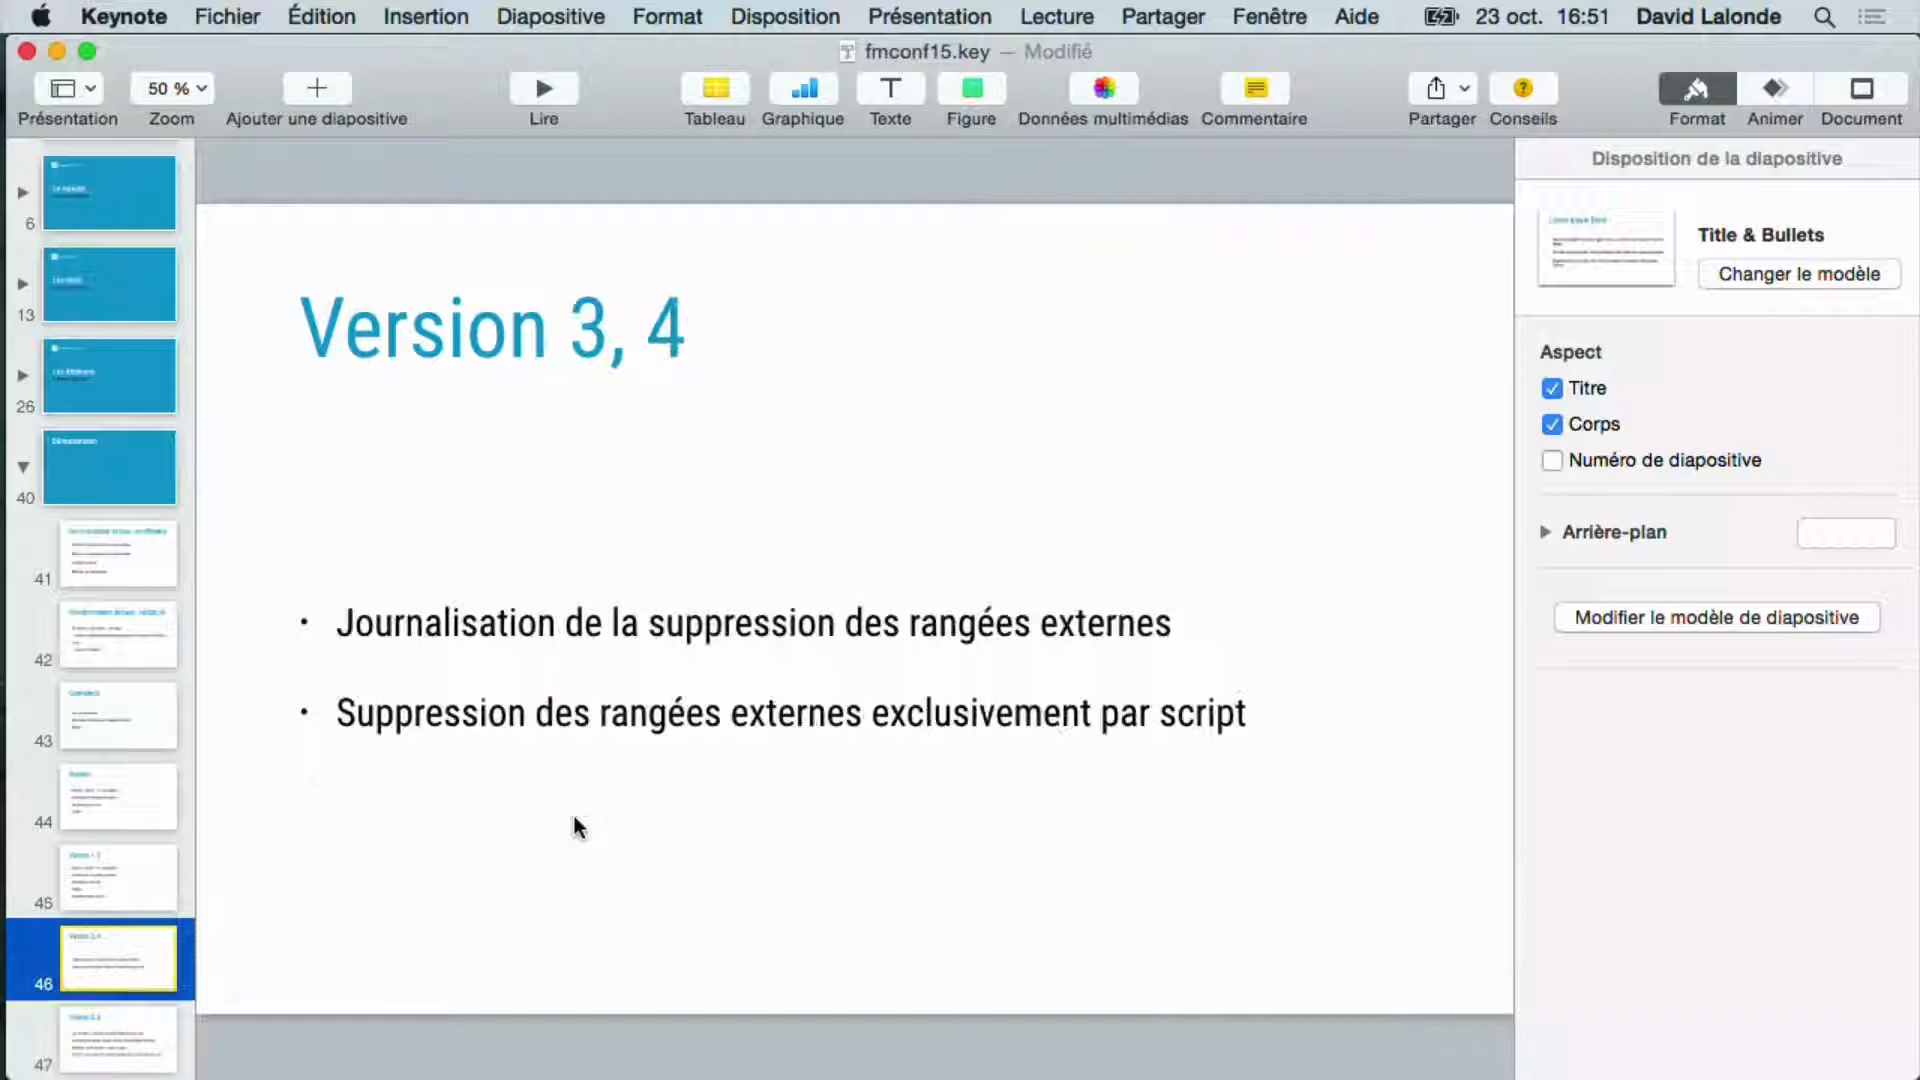 Keynote Fichier Édition Insertion Diapositive Format Disposition Présentation Lecture Partager Fenêtre Aide 23 oct. 16:51 David Lalonde
fmconf15.key — Modifié
50 %
Présentation Zoom Ajouter une diapositive Lire Tableau Graphique Texte Figure Données multimédias Commentaire Partager Conseils Format Animer Document
6
13
26
40
41
42
43
44
45
46
47
Version 3, 4
• Journalisation de la suppression des rangées externes
• Suppression des rangées externes exclusivement par script
Disposition de la diapositive
Title & Bullets
Changer le modèle
Aspect
Titre
Corps
Numéro de diapositive
Arrière-plan
Modifier le modèle de diapositive